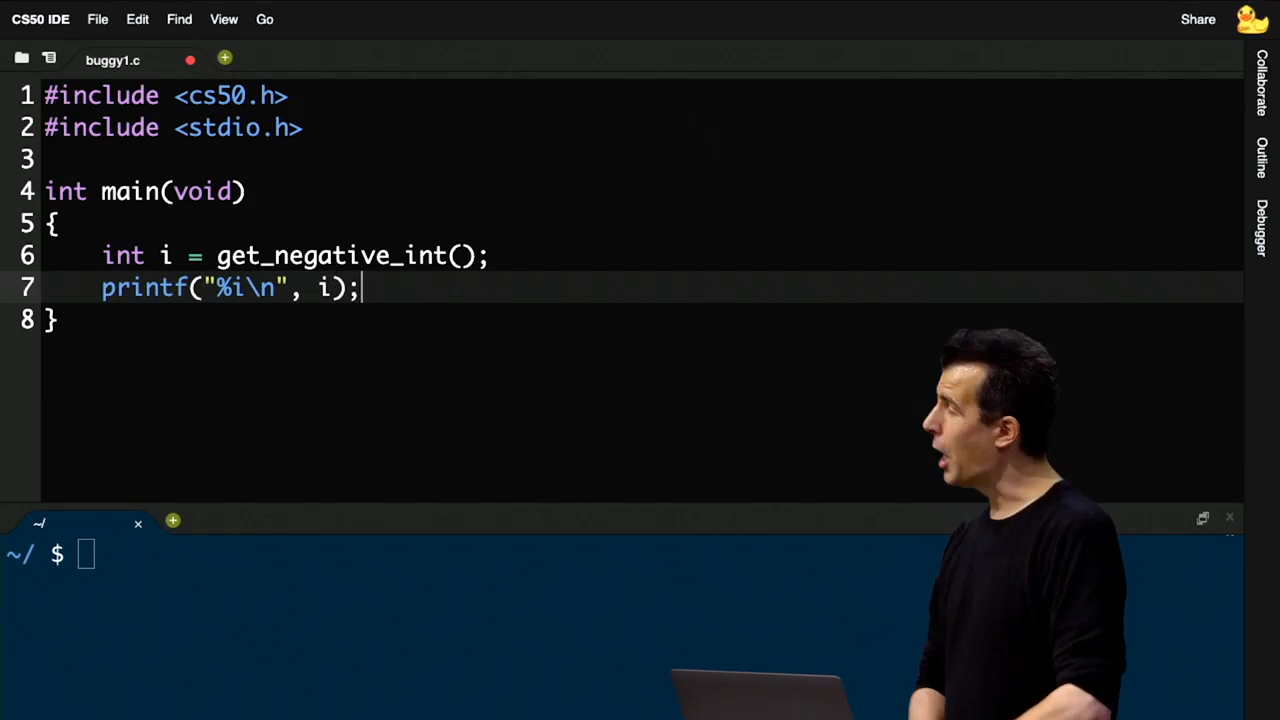 CS50 IDE File Edit Find View Go Share
buggy1.c
1 #include <cs50.h>
2 #include <stdio.h>
3
4 int main(void)
5 {
6     int i = get_negative_int();
7     printf("%i\n", i);
8 }
~/
~/ $
Collaborate
Outline
Debugger